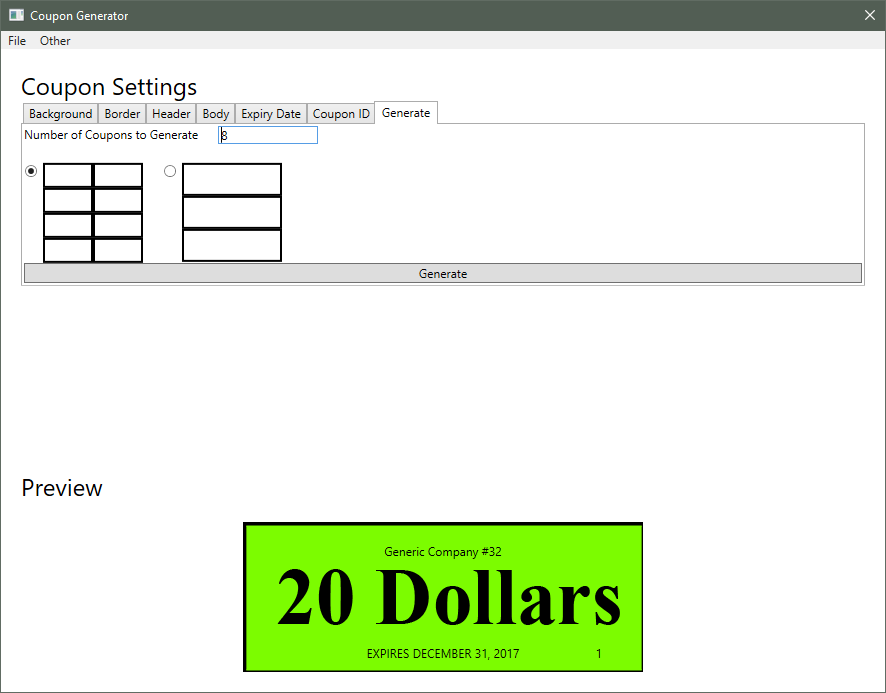 Coupon Generator
File Other
Coupon Settings
Background Border Header Body Expiry Date Coupon ID Generate
Number of Coupons to Generate 8
Generate
Preview
Generic Company #32
20 Dollars
EXPIRES DECEMBER 31, 2017 1